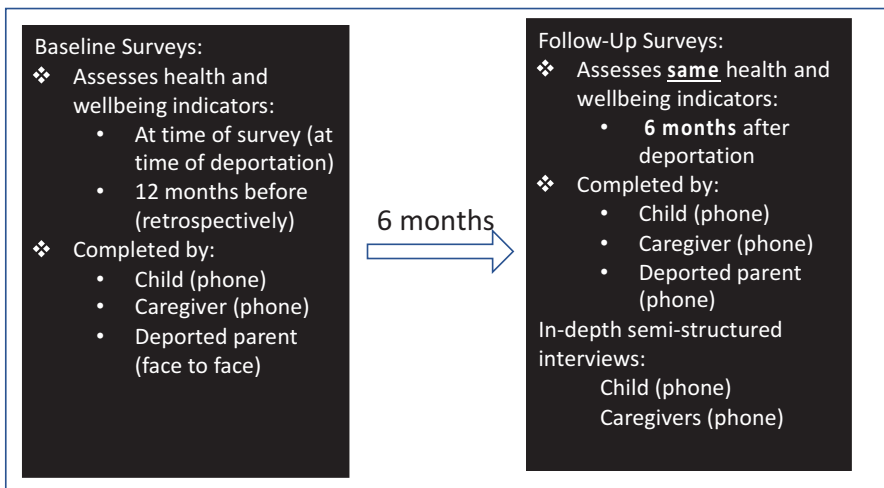 Baseline Surveys:
❖ Assesses health and
wellbeing indicators:
• At time of survey (at
time of deportation)
• 12 months before
(retrospectively)
❖ Completed by:
• Child (phone)
• Caregiver (phone)
• Deported parent
(face to face)
6 months
Follow-Up Surveys:
❖ Assesses same health and
wellbeing indicators:
• 6 months after
deportation
❖ Completed by:
• Child (phone)
• Caregiver (phone)
• Deported parent
(phone)
In-depth semi-structured
interviews:
Child (phone)
Caregivers (phone)